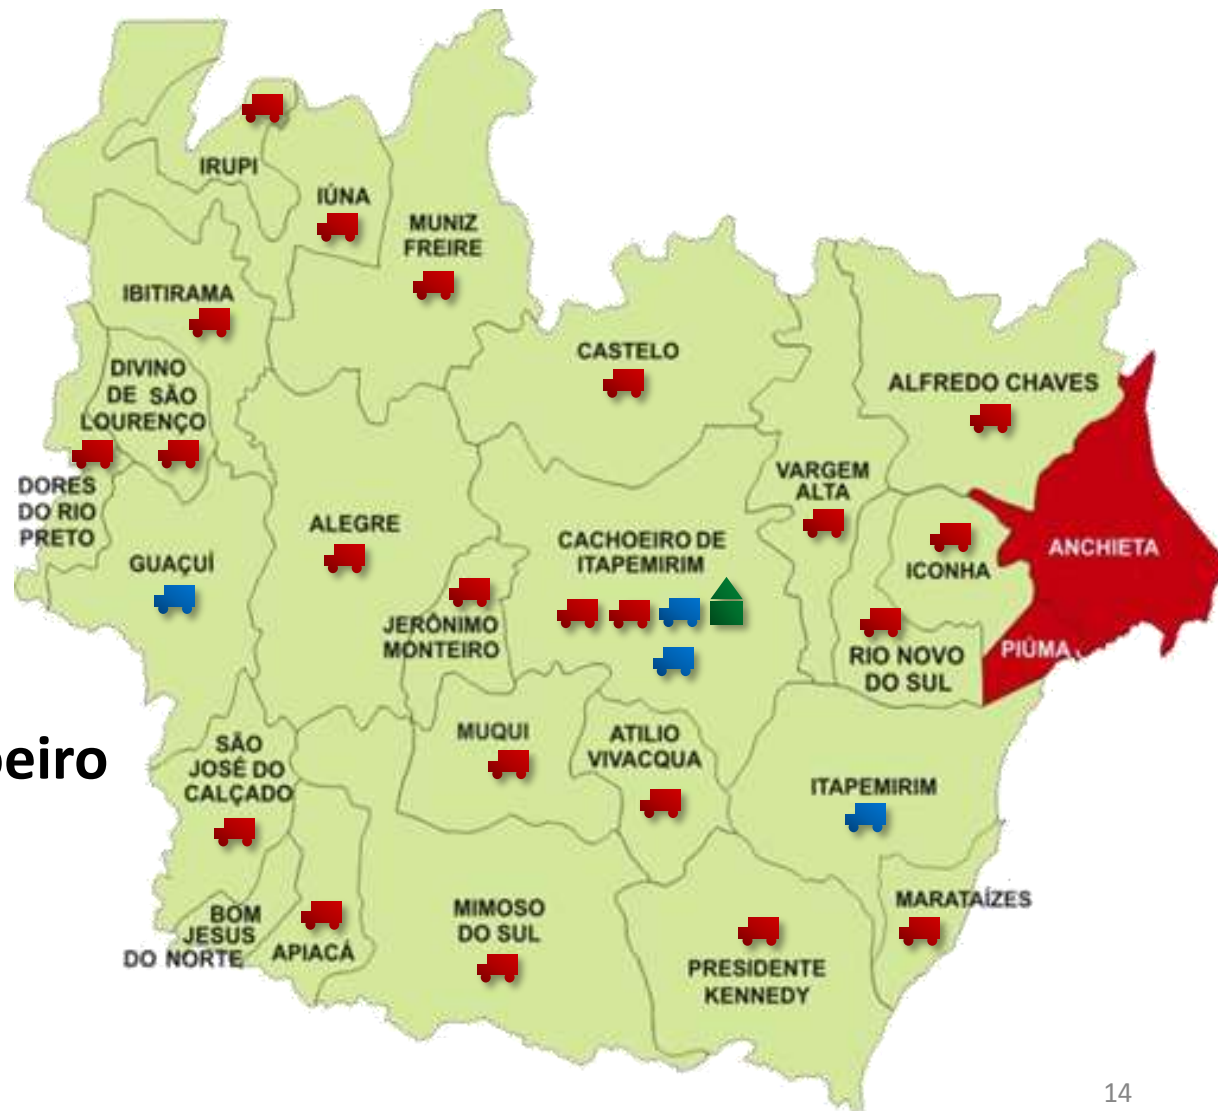 IRUPI
IÚNA
MUNIZ
FREIRE
IBITIRAMA
CASTELO
DIVINO
DE SÃO
LOURENÇO
ALFREDO CHAVES
VARGEM
ALTA
DORES
DO RIO
PRETO
ALEGRE
CACHOEIRO DE
ITAPEMIRIM
ANCHIETA
GUAÇUÍ
ICONHA
JERÔNIMO
MONTEIRO
RIO NOVO
DO SUL
PIÚMA
beiro
SÃO
JOSÉ DO
CALÇADO
MUQUI
ATILIO
VIVACQUA
ITAPEMIRIM
BOM
JESUS
DO NORTE
APIACÁ
MIMOSO
DO SUL
MARATAÍZES
PRESIDENTE
KENNEDY
14